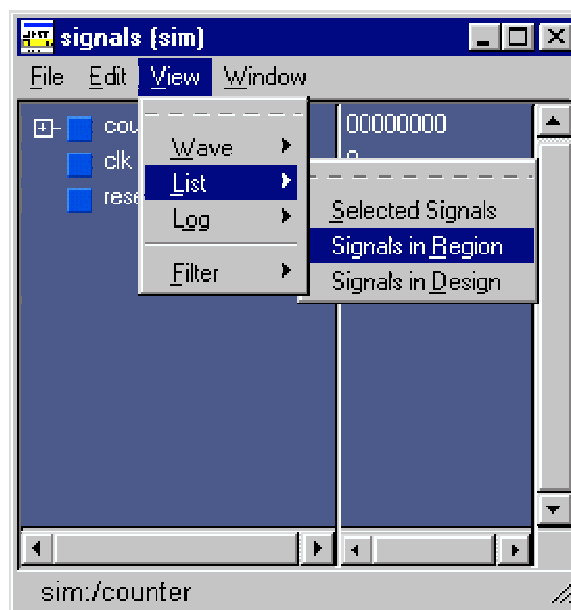 signals (sim)
File Edit View Window
00000000
clk
Wave
List
Log
Filter
Selected Signals
Signals in Region
Signals in Design
sim:/counter